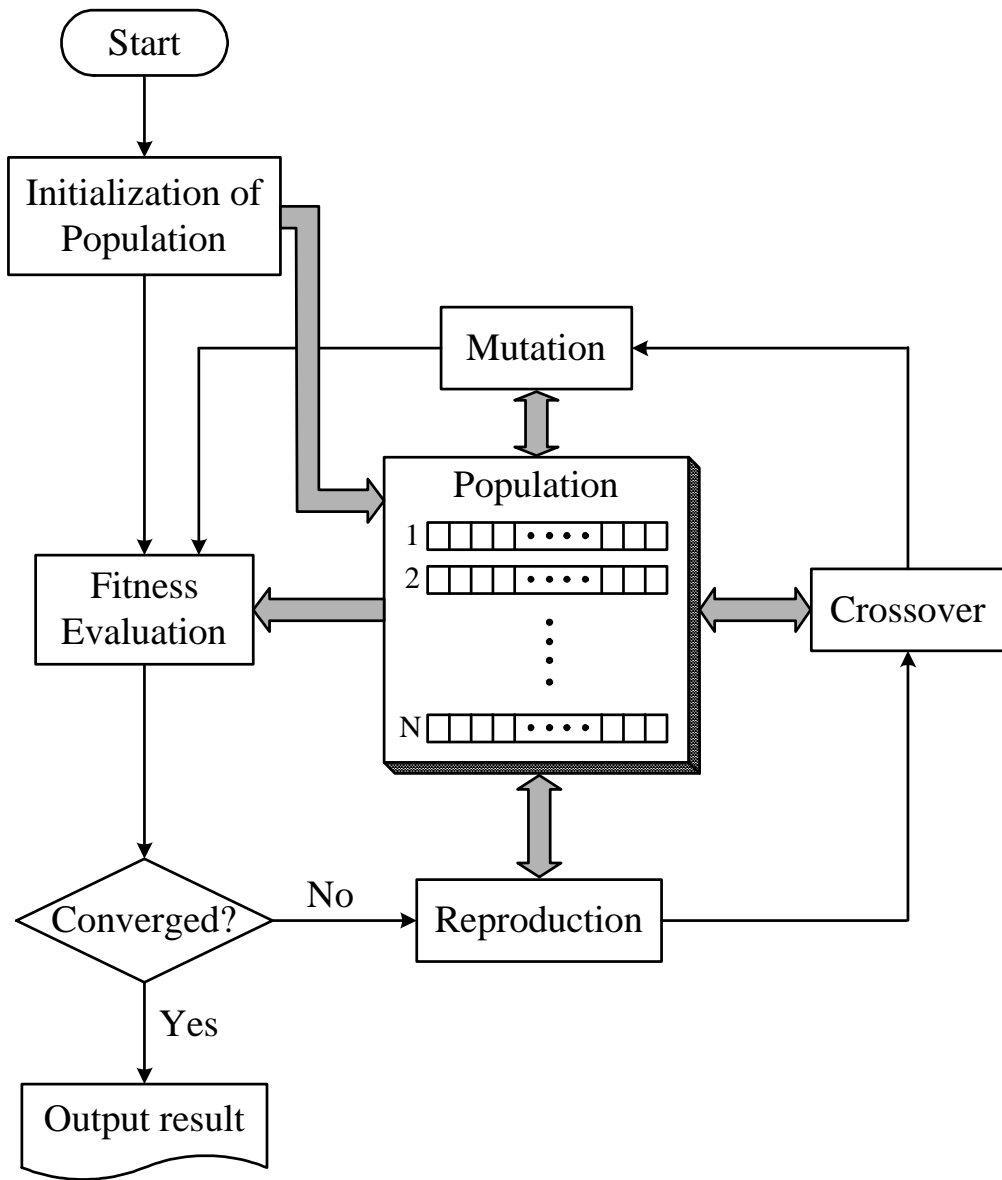 Start
Initialization of
Population
Mutation
Population
1
2
N
Fitness
Evaluation
Crossover
Converged?
No
Reproduction
Yes
Output result